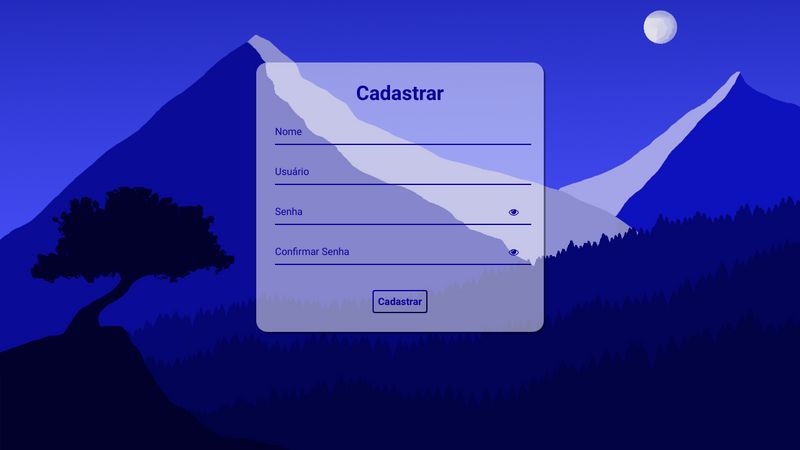 Cadastrar
Nome
Usuário
Senha
Confirmar Senha
Cadastrar